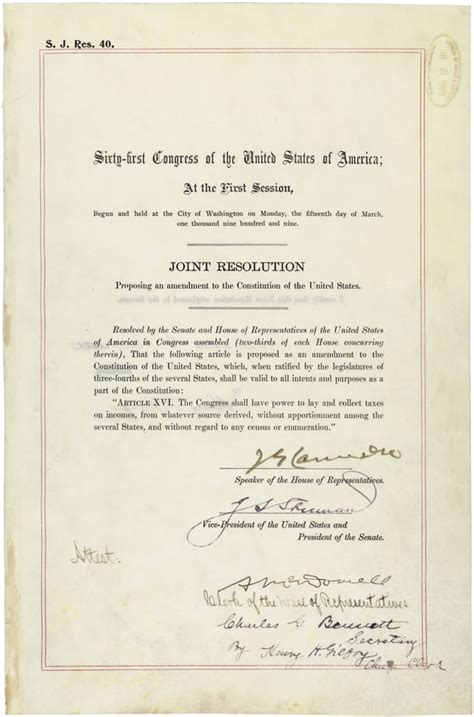 S. J. Res. 40.
Sixty-first Congress of the United States of America;
At the First Session,
Begun and held at the City of Washington on Monday, the fifteenth day of March,
one thousand nine hundred and nine.
JOINT RESOLUTION
Proposing an amendment to the Constitution of the United States.
Resolved by the Senate and House of Representatives of the United States
of America in Congress assembled (two-thirds of each House concurring
therein), That the following article is proposed as an amendment to the
Constitution of the United States, which, when ratified by the legislatures of
three-fourths of the several States, shall be valid to all intents and purposes as a
part of the Constitution:
"ARTICLE XVI. The Congress shall have power to lay and collect taxes
on incomes, from whatever source derived, without apportionment among the
several States, and without regard to any census or enumeration."
Speaker of the House of Representatives.
J S Sherman
Vice-President of the United States and
President of the Senate.
Attest:
A McDowell
Clerk of the House of Representatives.
Charles G. Bennett
Secretary
By Henry H. Gilfry
Chief Clerk